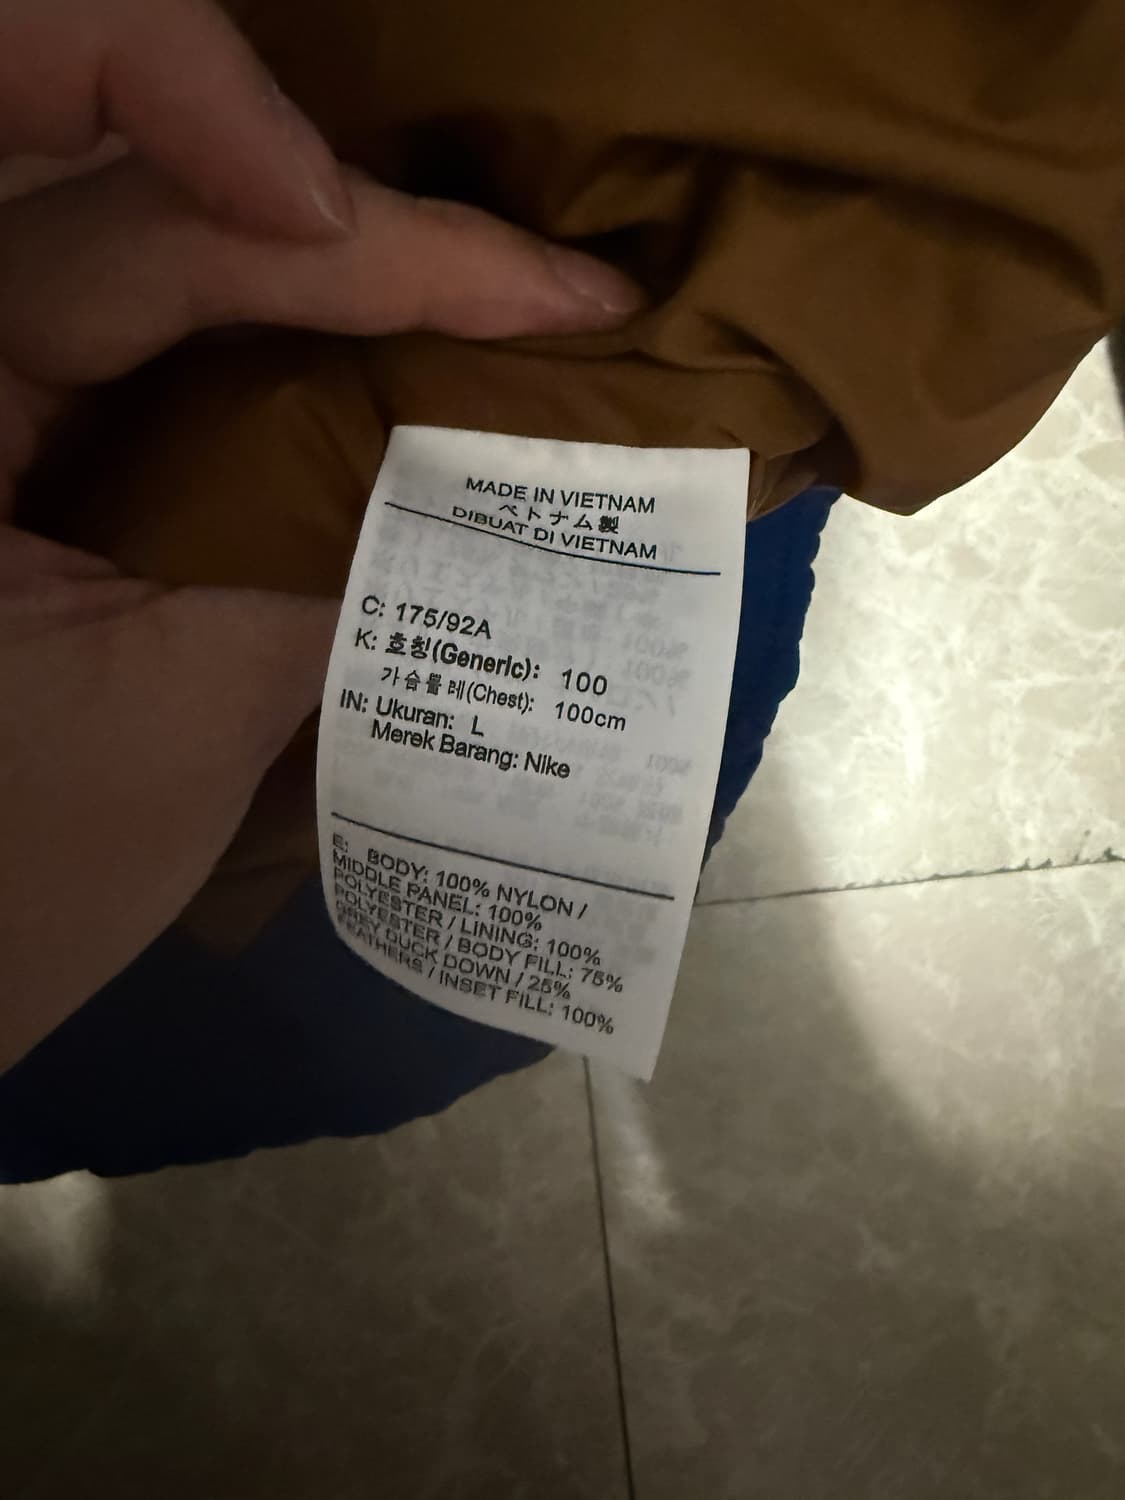 MADE IN VIETNAM
ベトナム製
DIBUAT DI VIETNAM
C: 175/92A
K: 호칭(Generic): 100
가슴둘레(Chest): 100cm
IN: Ukuran: L
Merek Barang: Nike
E: BODY: 100% NYLON /
MIDDLE PANEL: 100%
POLYESTER / LINING: 100%
POLYESTER / BODY FILL: 75%
GREY DUCK DOWN / 25%
FEATHERS / INSET FILL: 100%